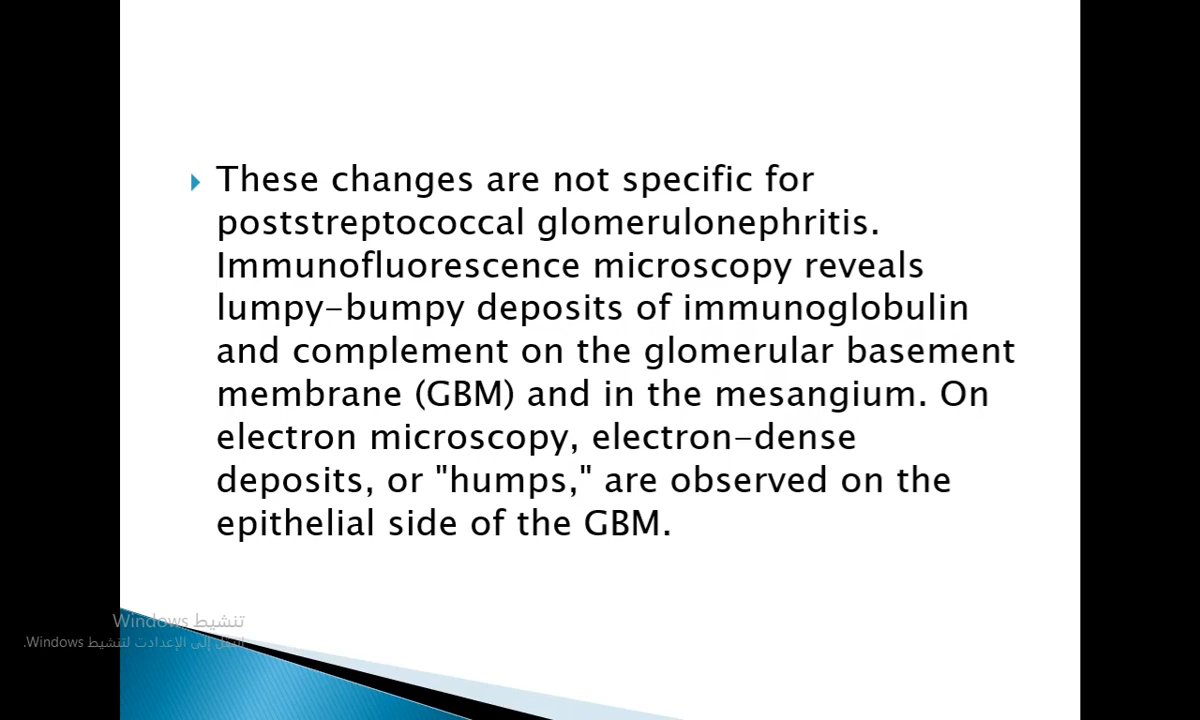 These changes are not specific for
poststreptococcal glomerulonephritis.
Immunofluorescence microscopy reveals
lumpy-bumpy deposits of immunoglobulin
and complement on the glomerular basement
membrane (GBM) and in the mesangium. On
electron microscopy, electron-dense
deposits, or "humps," are observed on the
epithelial side of the GBM.
تنشيط Windows
انتقل إلى الإعدادت لتنشيط Windows.